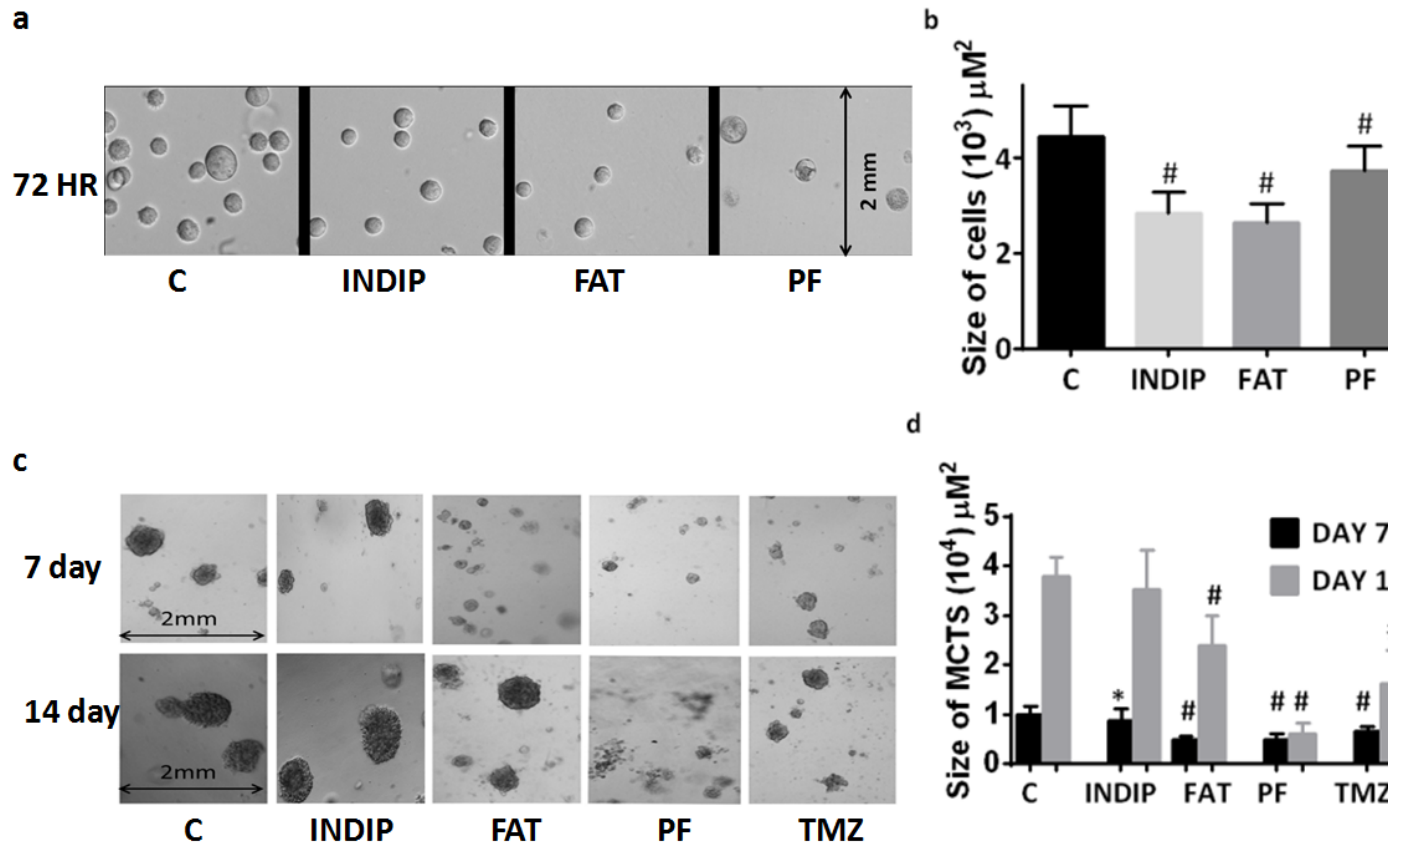 a
72 HR
2 mm
C INDIP FAT PF
b
Size of cells (10³) µM²
4
2
0
# # #
C INDIP FAT PF
c
7 day
2mm
14 day
2mm
C INDIP FAT PF TMZ
d
Size of MCTS (10⁴) µM²
5
4
3
2
1
0
DAY 7
DAY 1
* # # # # #
C INDIP FAT PF TMZ